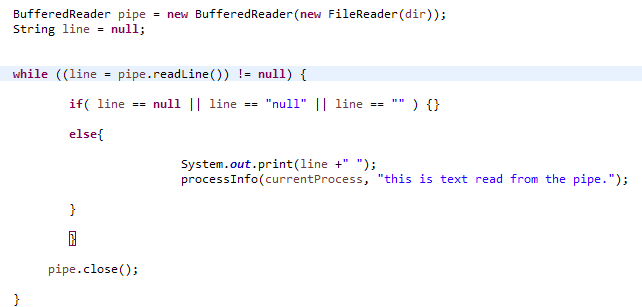 BufferedReader pipe = new BufferedReader(new FileReader(dir));
String line = null;
while ((line = pipe.readLine()) != null) {
if( line == null || line == "null" || line == "" ) {}
else{
System.out.print(line +" ");
processInfo(currentProcess, "this is text read from the pipe.");
}
}
pipe.close();
}